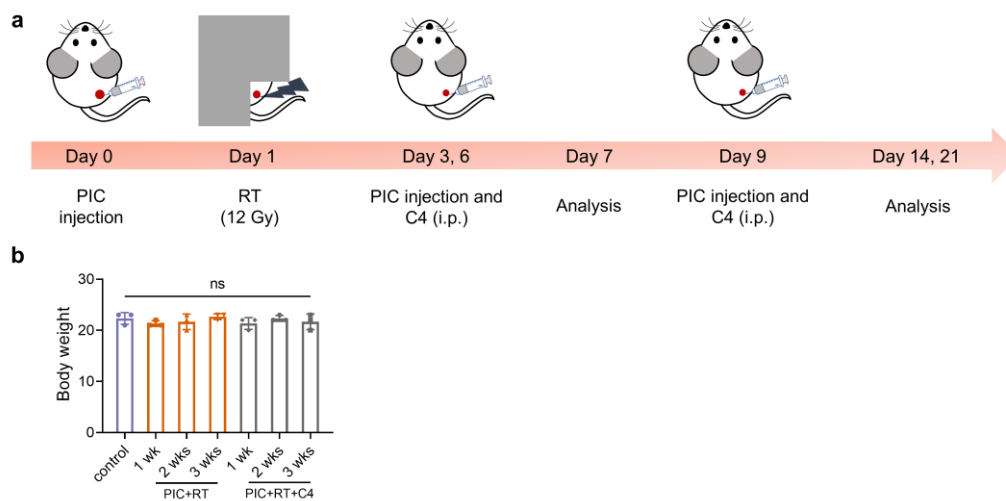 a
Day 0
Day 1
Day 3, 6
Day 7
Day 9
Day 14, 21
PIC
injection
RT
(12 Gy)
PIC injection and
C4 (i.p.)
Analysis
PIC injection and
C4 (i.p.)
Analysis
b
Body weight
30
20
10
0
ns
control
1 wk
2 wks
3 wks
1 wk
2 wks
3 wks
PIC+RT
PIC+RT+C4